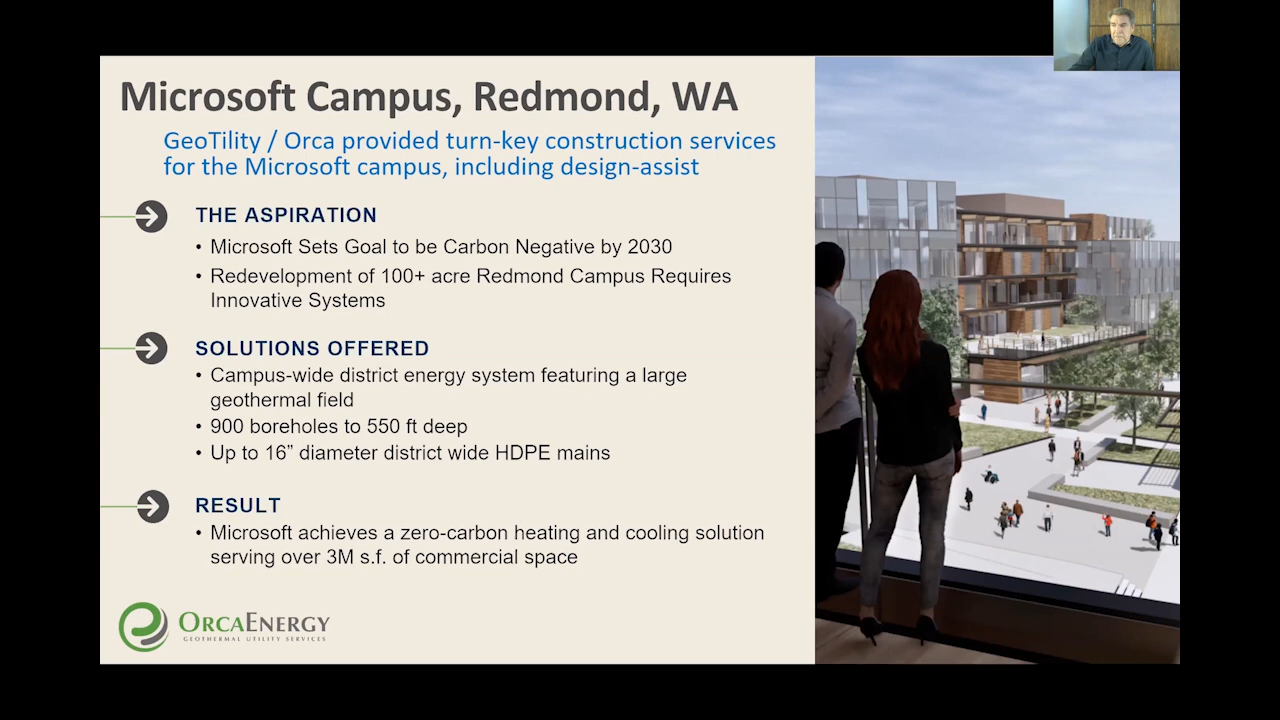 Microsoft Campus, Redmond, WA
GeoTility / Orca provided turn-key construction services
for the Microsoft campus, including design-assist
THE ASPIRATION
• Microsoft Sets Goal to be Carbon Negative by 2030
• Redevelopment of 100+ acre Redmond Campus Requires
Innovative Systems
SOLUTIONS OFFERED
• Campus-wide district energy system featuring a large
geothermal field
• 900 boreholes to 550 ft deep
• Up to 16” diameter district wide HDPE mains
RESULT
• Microsoft achieves a zero-carbon heating and cooling solution
serving over 3M s.f. of commercial space
ORCAENERGY
GEOTHERMAL UTILITY SERVICES